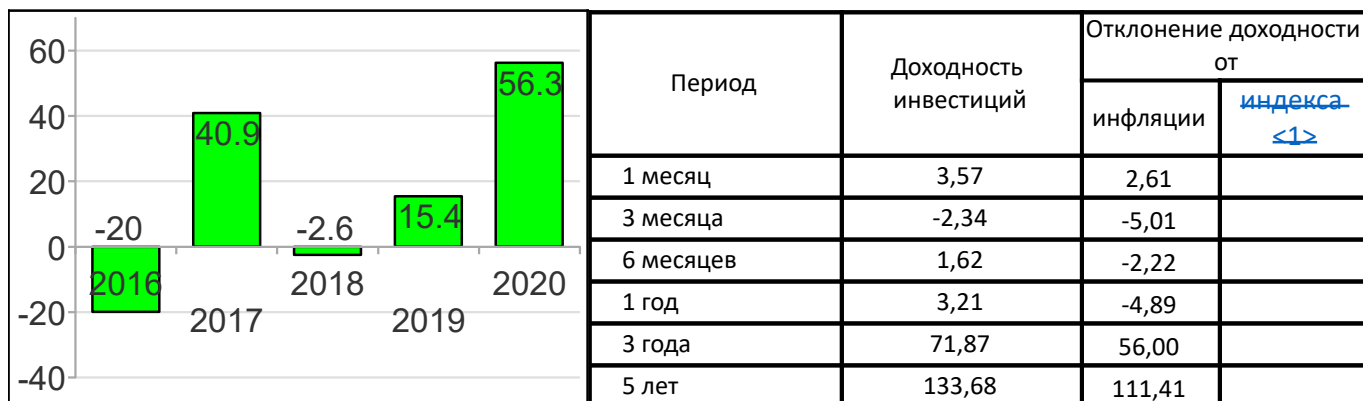 60
40
20
0
-20
-40
-20
2016
40.9
2017
-2.6
2018
15.4
2019
56.3
2020
Период
Доходность
инвестиций
Отклонение доходности
от
инфляции
индекса
<1>
1 месяц 3,57 2,61
3 месяца -2,34 -5,01
6 месяцев 1,62 -2,22
1 год 3,21 -4,89
3 года 71,87 56,00
5 лет 133,68 111,41